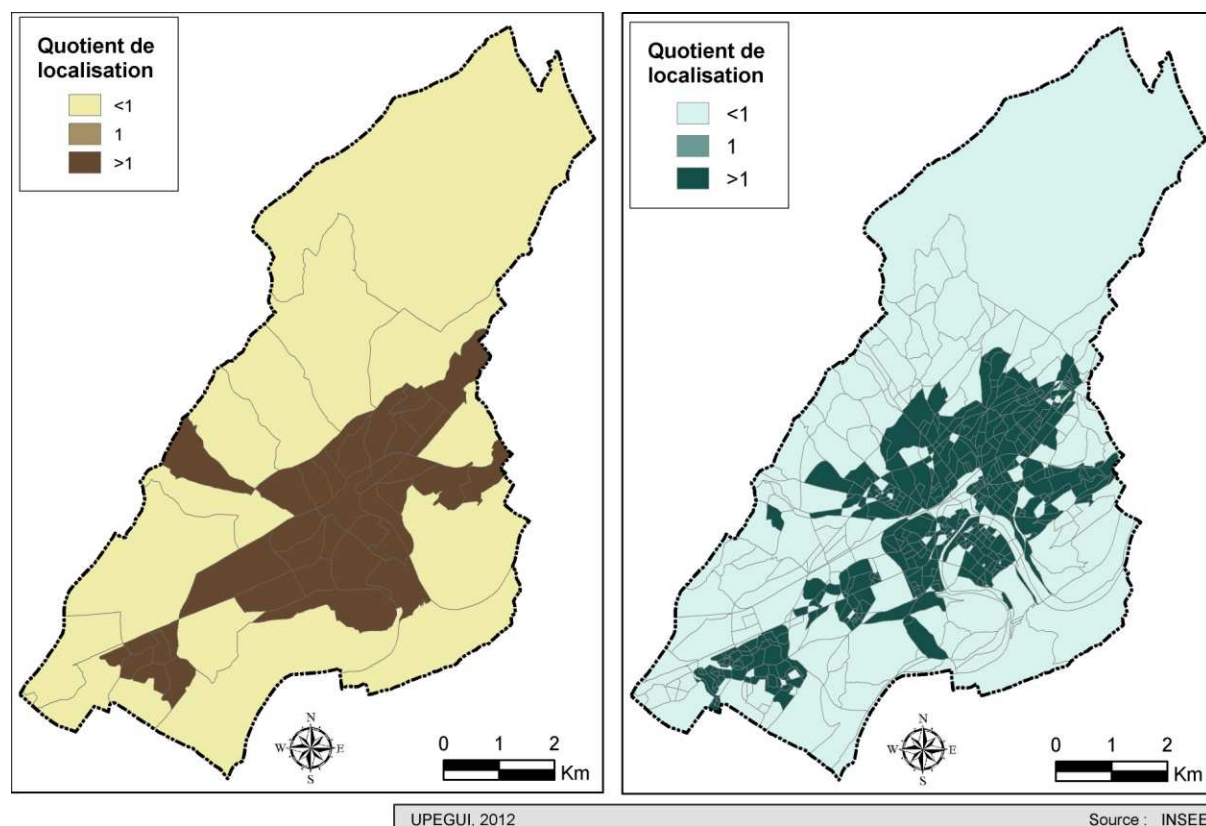 Quotient de
localisation
<1
1
>1
N
W E
S
0 1 2
Km
Quotient de
localisation
<1
1
>1
N
W E
S
0 1 2
Km
UPEGUI, 2012 Source : INSEE